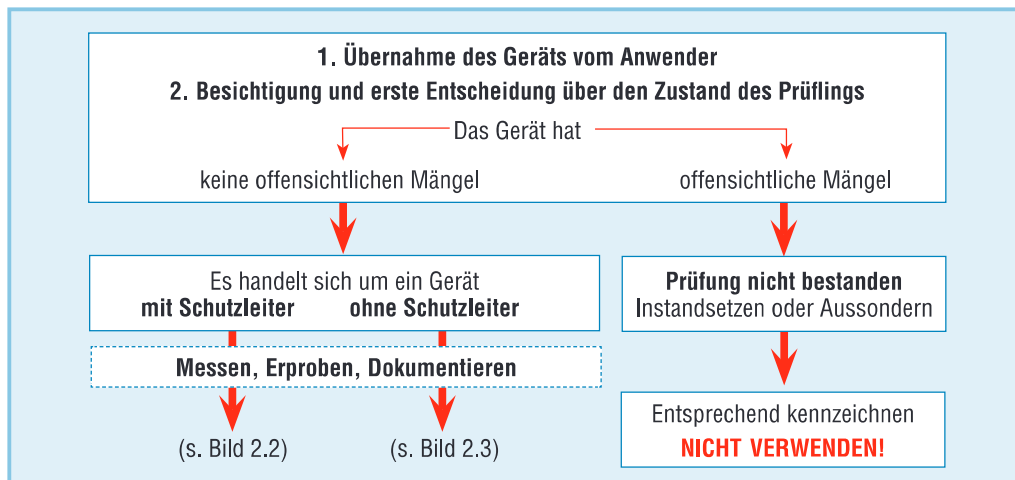 1. Übernahme des Geräts vom Anwender
2. Besichtigung und erste Entscheidung über den Zustand des Prüflings
Das Gerät hat
keine offensichtlichen Mängel
offensichtliche Mängel
Es handelt sich um ein Gerät
mit Schutzleiter ohne Schutzleiter
Prüfung nicht bestanden
Instandsetzen oder Aussondern
Messen, Erproben, Dokumentieren
(s. Bild 2.2)
(s. Bild 2.3)
Entsprechend kennzeichnen
NICHT VERWENDEN!